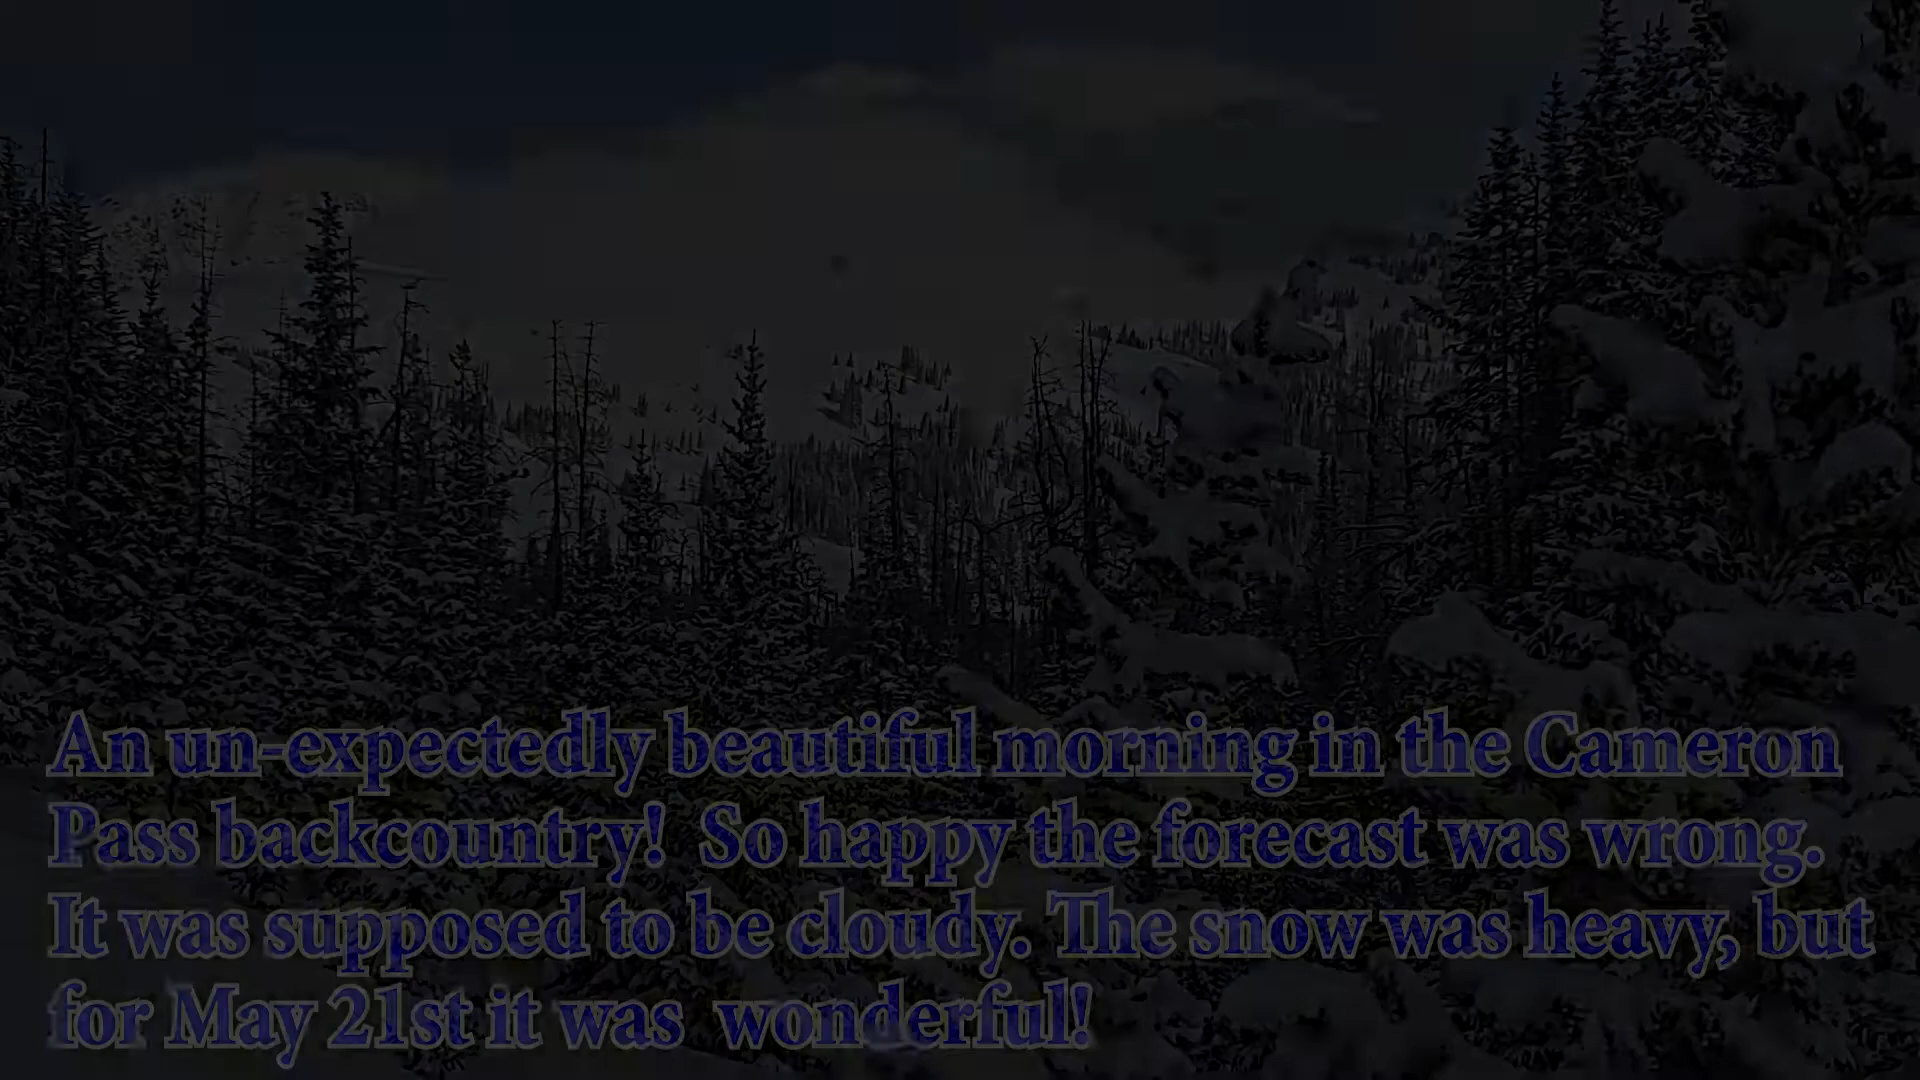 An un-expectedly beautiful morning in the Cameron
Pass backcountry!  So happy the forecast was wrong.
It was supposed to be cloudy. The snow was heavy, but
for May 21st it was  wonderful!